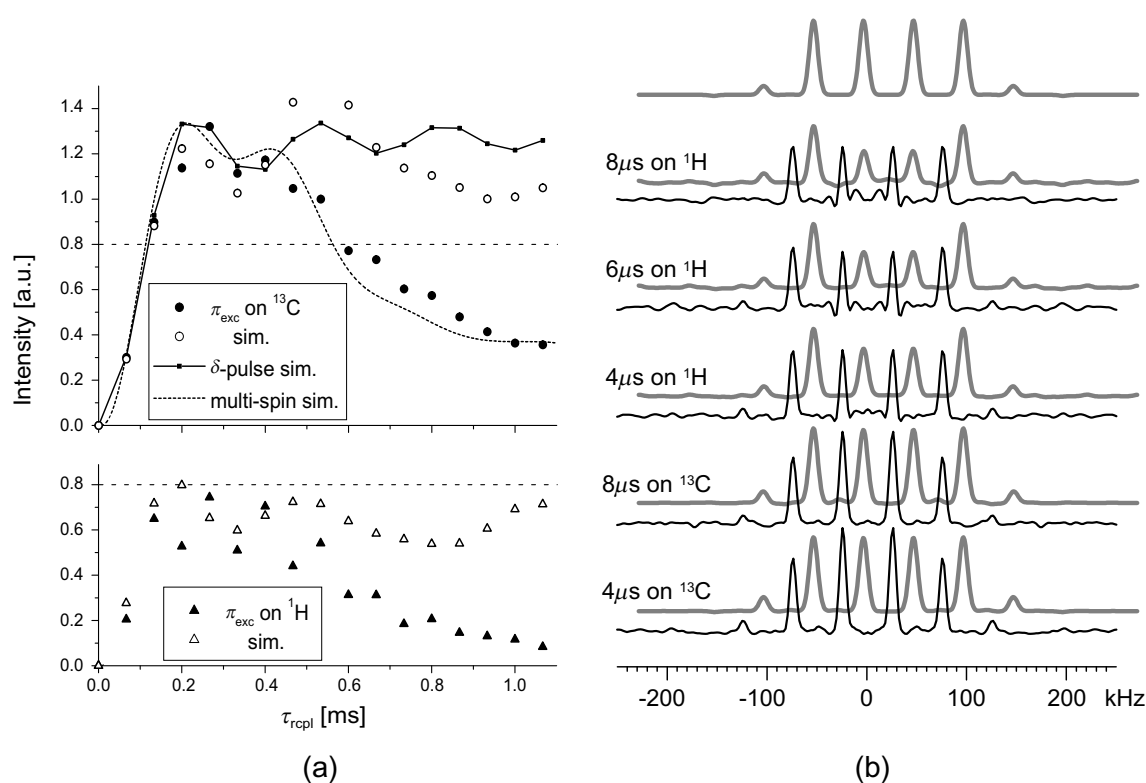 1.4
1.2
1.0
0.8
0.6
0.4
0.2
0.0
Intensity [a.u.]
π_exc on ¹³C
sim.
δ-pulse sim.
multi-spin sim.
0.8
0.6
0.4
0.2
0.0
π_exc on ¹H
sim.
0.0 0.2 0.4 0.6 0.8 1.0
τ_rcpl [ms]
(a)
8μs on ¹H
6μs on ¹H
4μs on ¹H
8μs on ¹³C
4μs on ¹³C
-200 -100 0 100 200 kHz
(b)